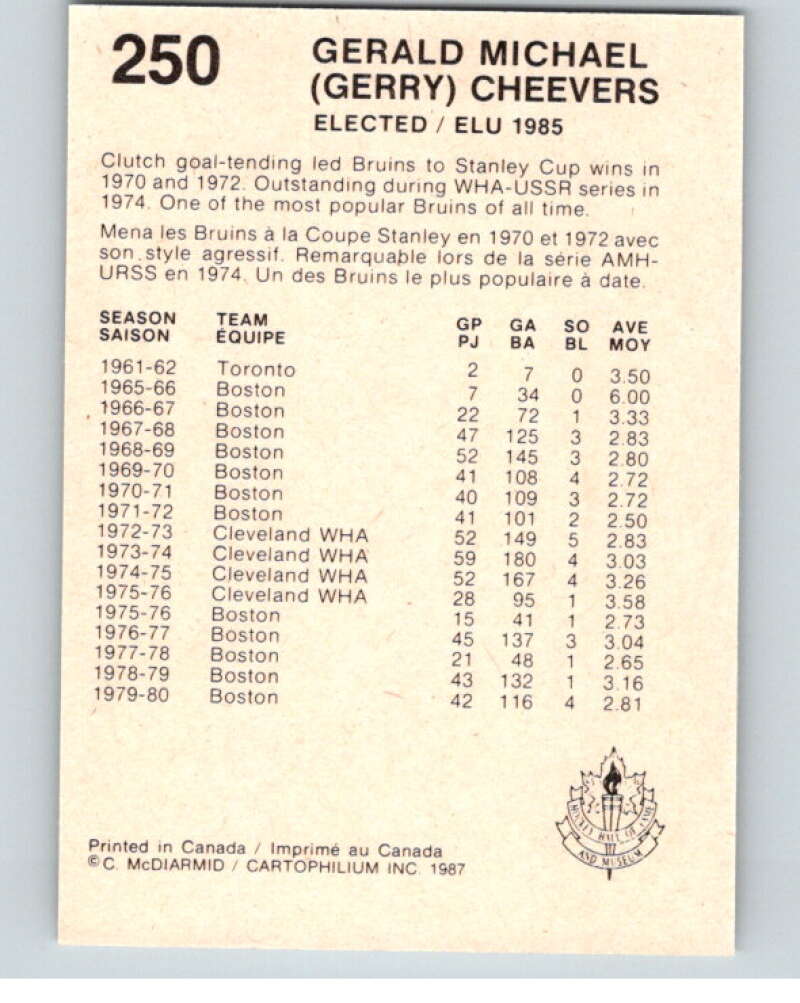 250
GERALD MICHAEL
(GERRY) CHEEVERS
ELECTED / ELU 1985
Clutch goal-tending led Bruins to Stanley Cup wins in
1970 and 1972. Outstanding during WHA-USSR series in
1974. One of the most popular Bruins of all time.
Mena les Bruins à la Coupe Stanley en 1970 et 1972 avec
son style agressif. Remarquable lors de la série AMH-
URSS en 1974. Un des Bruins le plus populaire à date.
SEASON TEAM GP GA SO AVE
SAISON ÉQUIPE PJ BA BL MOY
1961-62 Toronto 2 7 0 3.50
1965-66 Boston 7 34 0 6.00
1966-67 Boston 22 72 1 3.33
1967-68 Boston 47 125 3 2.83
1968-69 Boston 52 145 3 2.80
1969-70 Boston 41 108 4 2.72
1970-71 Boston 40 109 3 2.72
1971-72 Boston 41 101 2 2.50
1972-73 Cleveland WHA 52 149 5 2.83
1973-74 Cleveland WHA 59 180 4 3.03
1974-75 Cleveland WHA 52 167 4 3.26
1975-76 Cleveland WHA 28 95 1 3.58
1975-76 Boston 15 41 1 2.73
1976-77 Boston 45 137 3 3.04
1977-78 Boston 21 48 1 2.65
1978-79 Boston 43 132 1 3.16
1979-80 Boston 42 116 4 2.81
HOCKEY HALL OF FAME
AND MUSEUM
Printed in Canada / Imprimé au Canada
©C. McDIARMID / CARTOPHILIUM INC. 1987